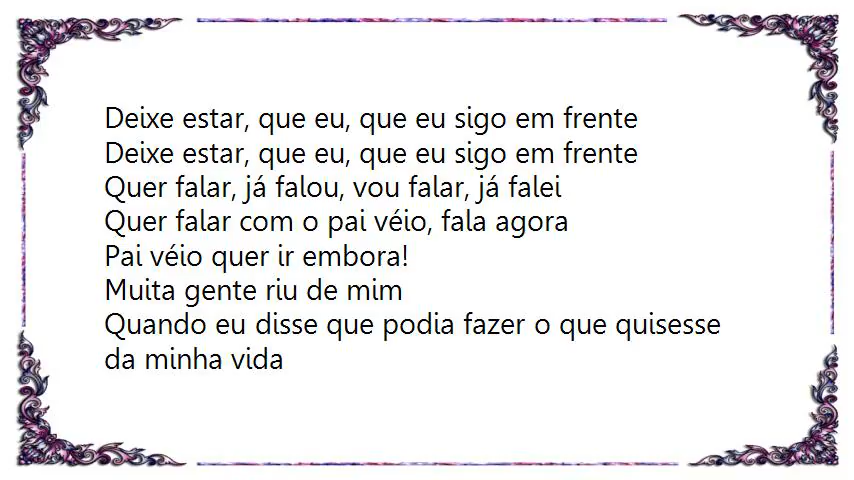 Deixe estar, que eu, que eu sigo em frente
Deixe estar, que eu, que eu sigo em frente
Quer falar, já falou, vou falar, já falei
Quer falar com o pai véio, fala agora
Pai véio quer ir embora!
Muita gente riu de mim
Quando eu disse que podia fazer o que quisesse
da minha vida